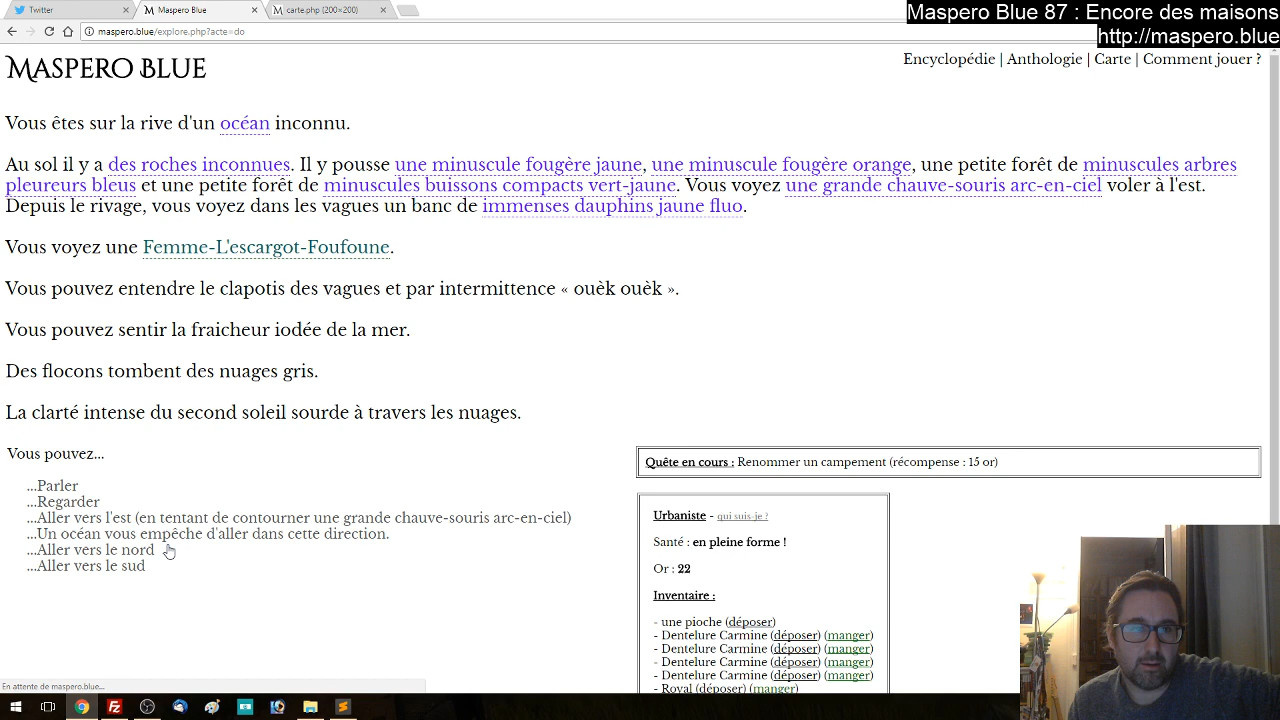 Twitter
Maspero Blue
carte.php (200×200)
Maspero Blue 87 : Encore des maisons
http://maspero.blue
maspero.blue/explore.php?acte=do
MASPERO BLUE
Encyclopédie | Anthologie | Carte | Comment jouer ?
Vous êtes sur la rive d'un océan inconnu.
Au sol il y a des roches inconnues. Il y pousse une minuscule fougère jaune, une minuscule fougère orange, une petite forêt de minuscules arbres
pleureurs bleus et une petite forêt de minuscules buissons compacts vert-jaune. Vous voyez une grande chauve-souris arc-en-ciel voler à l'est.
Depuis le rivage, vous voyez dans les vagues un banc de immenses dauphins jaune fluo.
Vous voyez une Femme-L'escargot-Foufoune.
Vous pouvez entendre le clapotis des vagues et par intermittence « ouèk ouèk ».
Vous pouvez sentir la fraicheur iodée de la mer.
Des flocons tombent des nuages gris.
La clarté intense du second soleil sourde à travers les nuages.
Vous pouvez...
...Parler
...Regarder
...Aller vers l'est (en tentant de contourner une grande chauve-souris arc-en-ciel)
...Un océan vous empêche d'aller dans cette direction.
...Aller vers le nord
...Aller vers le sud
Quête en cours : Renommer un campement (récompense : 15 or)
Urbaniste - qui suis-je ?
Santé : en pleine forme !
Or : 22
Inventaire :
- une pioche (déposer)
- Dentelure Carmine (déposer) (manger)
- Dentelure Carmine (déposer) (manger)
- Dentelure Carmine (déposer) (manger)
- Dentelure Carmine (déposer) (manger)
- Royal (déposer) (manger)
En attente de maspero.blue...